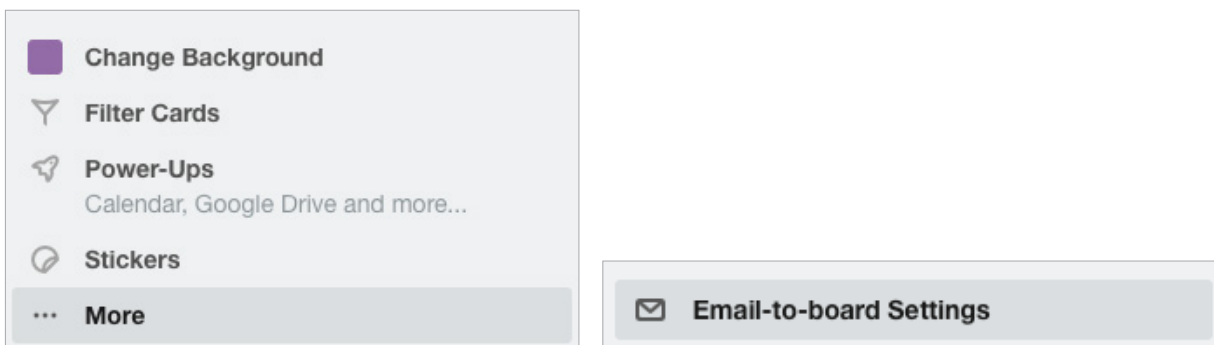 Change Background
Filter Cards
Power-Ups
Calendar, Google Drive and more...
Stickers
More
Email-to-board Settings